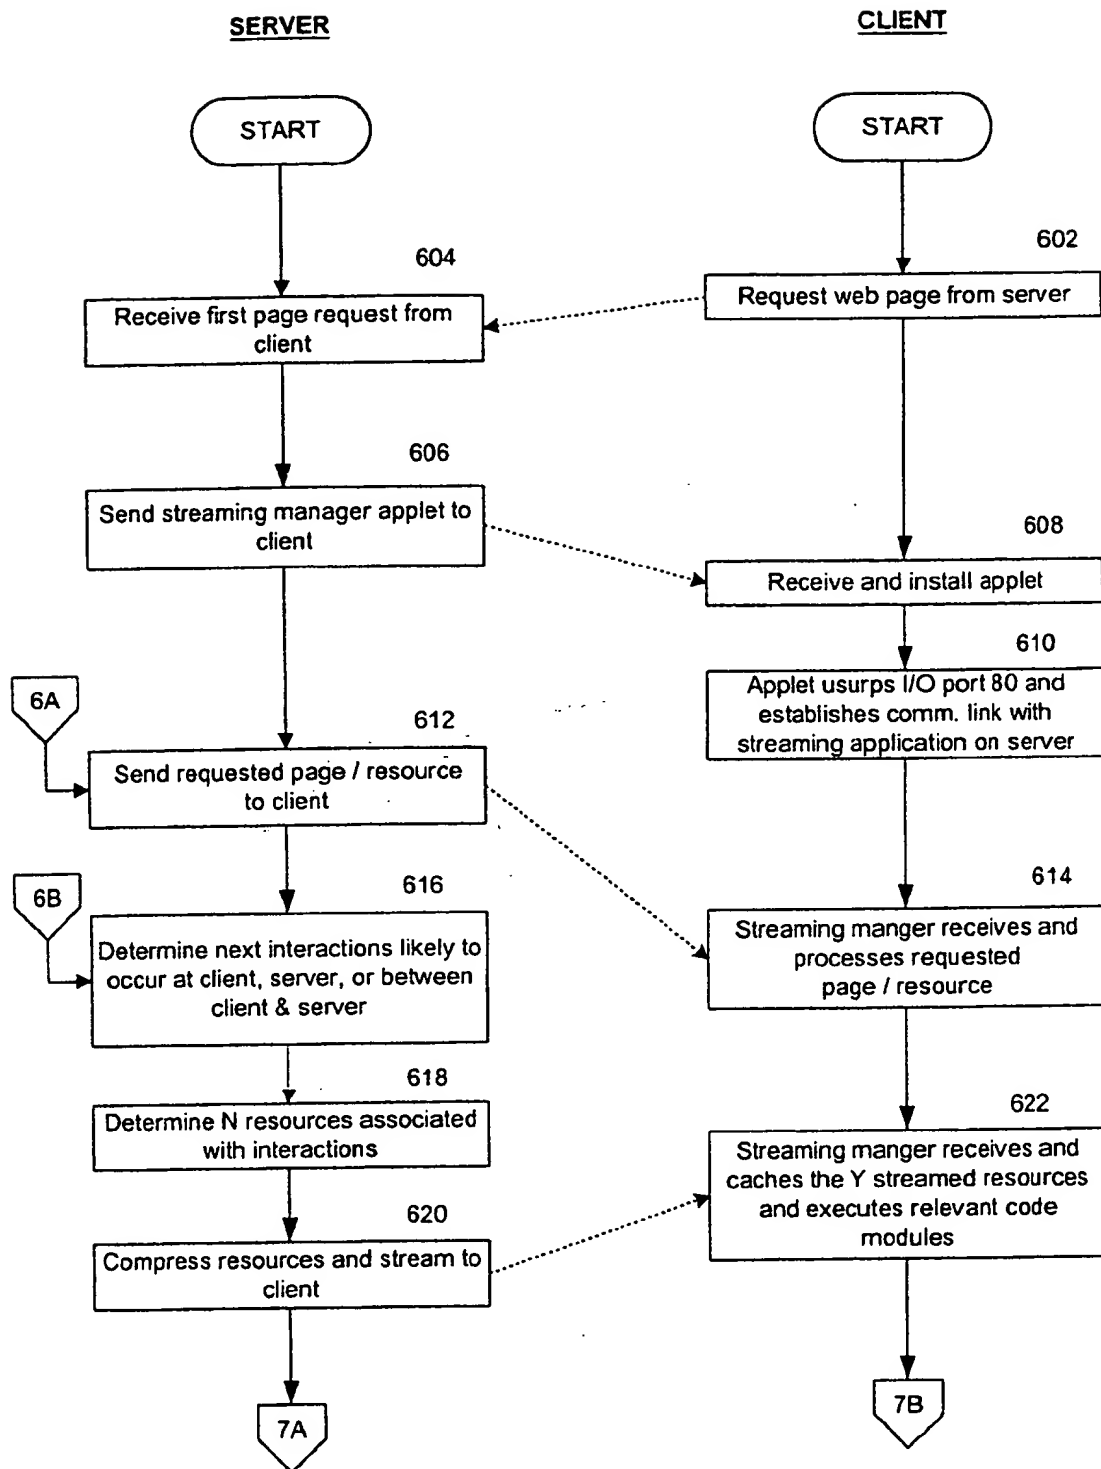 SERVER
CLIENT
START
START
602
Request web page from server
604
Receive first page request from
client
606
Send streaming manager applet to
client
608
Receive and install applet
610
Applet usurps I/O port 80 and
establishes comm. link with
streaming application on server
6A
612
Send requested page / resource
to client
614
Streaming manger receives and
processes requested
page / resource
6B
616
Determine next interactions likely to
occur at client, server, or between
client & server
618
Determine N resources associated
with interactions
620
Compress resources and stream to
client
622
Streaming manger receives and
caches the Y streamed resources
and executes relevant code
modules
7A
7B